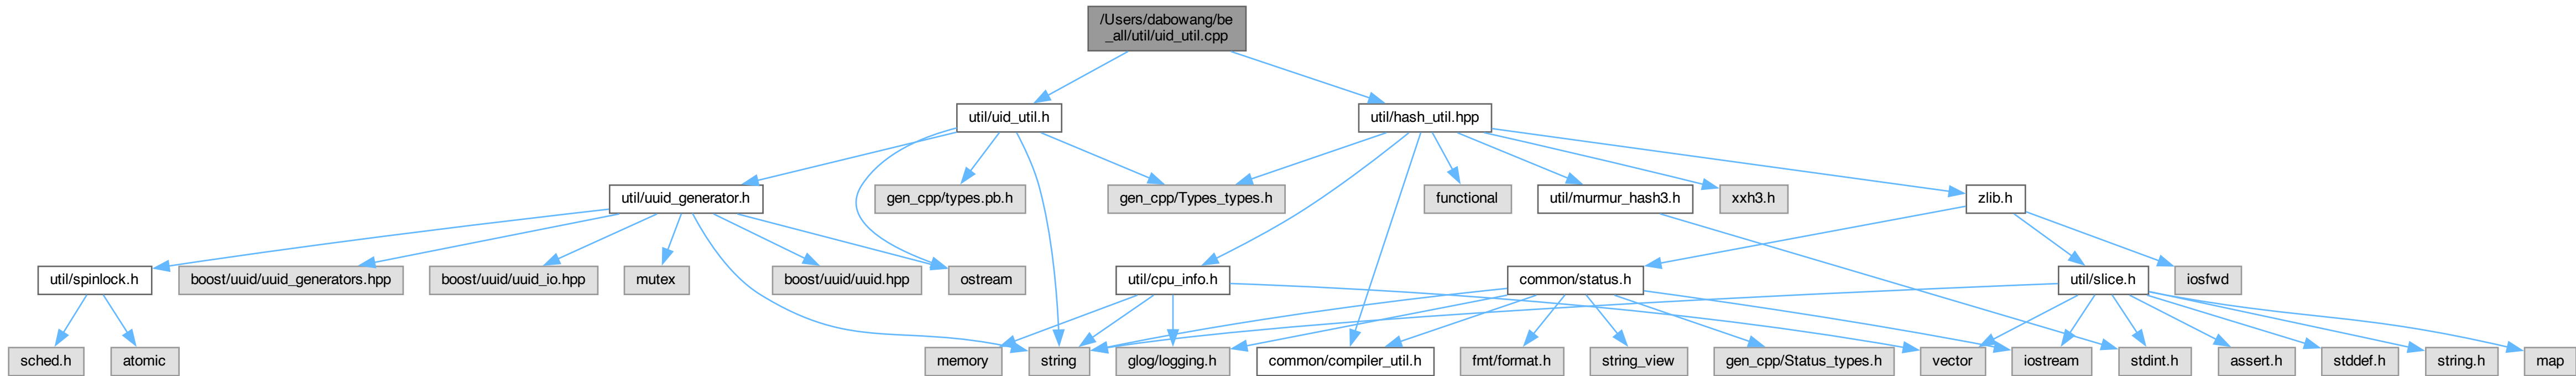 /Users/dabowang/be
_all/util/uid_util.cpp
util/uid_util.h
util/hash_util.hpp
util/uuid_generator.h
gen_cpp/types.pb.h
gen_cpp/Types_types.h
functional
util/murmur_hash3.h
xxh3.h
zlib.h
util/spinlock.h
boost/uuid/uuid_generators.hpp
boost/uuid/uuid_io.hpp
mutex
boost/uuid/uuid.hpp
ostream
util/cpu_info.h
common/status.h
util/slice.h
iosfwd
sched.h
atomic
memory
string
glog/logging.h
common/compiler_util.h
fmt/format.h
string_view
gen_cpp/Status_types.h
vector
iostream
stdint.h
assert.h
stddef.h
string.h
map